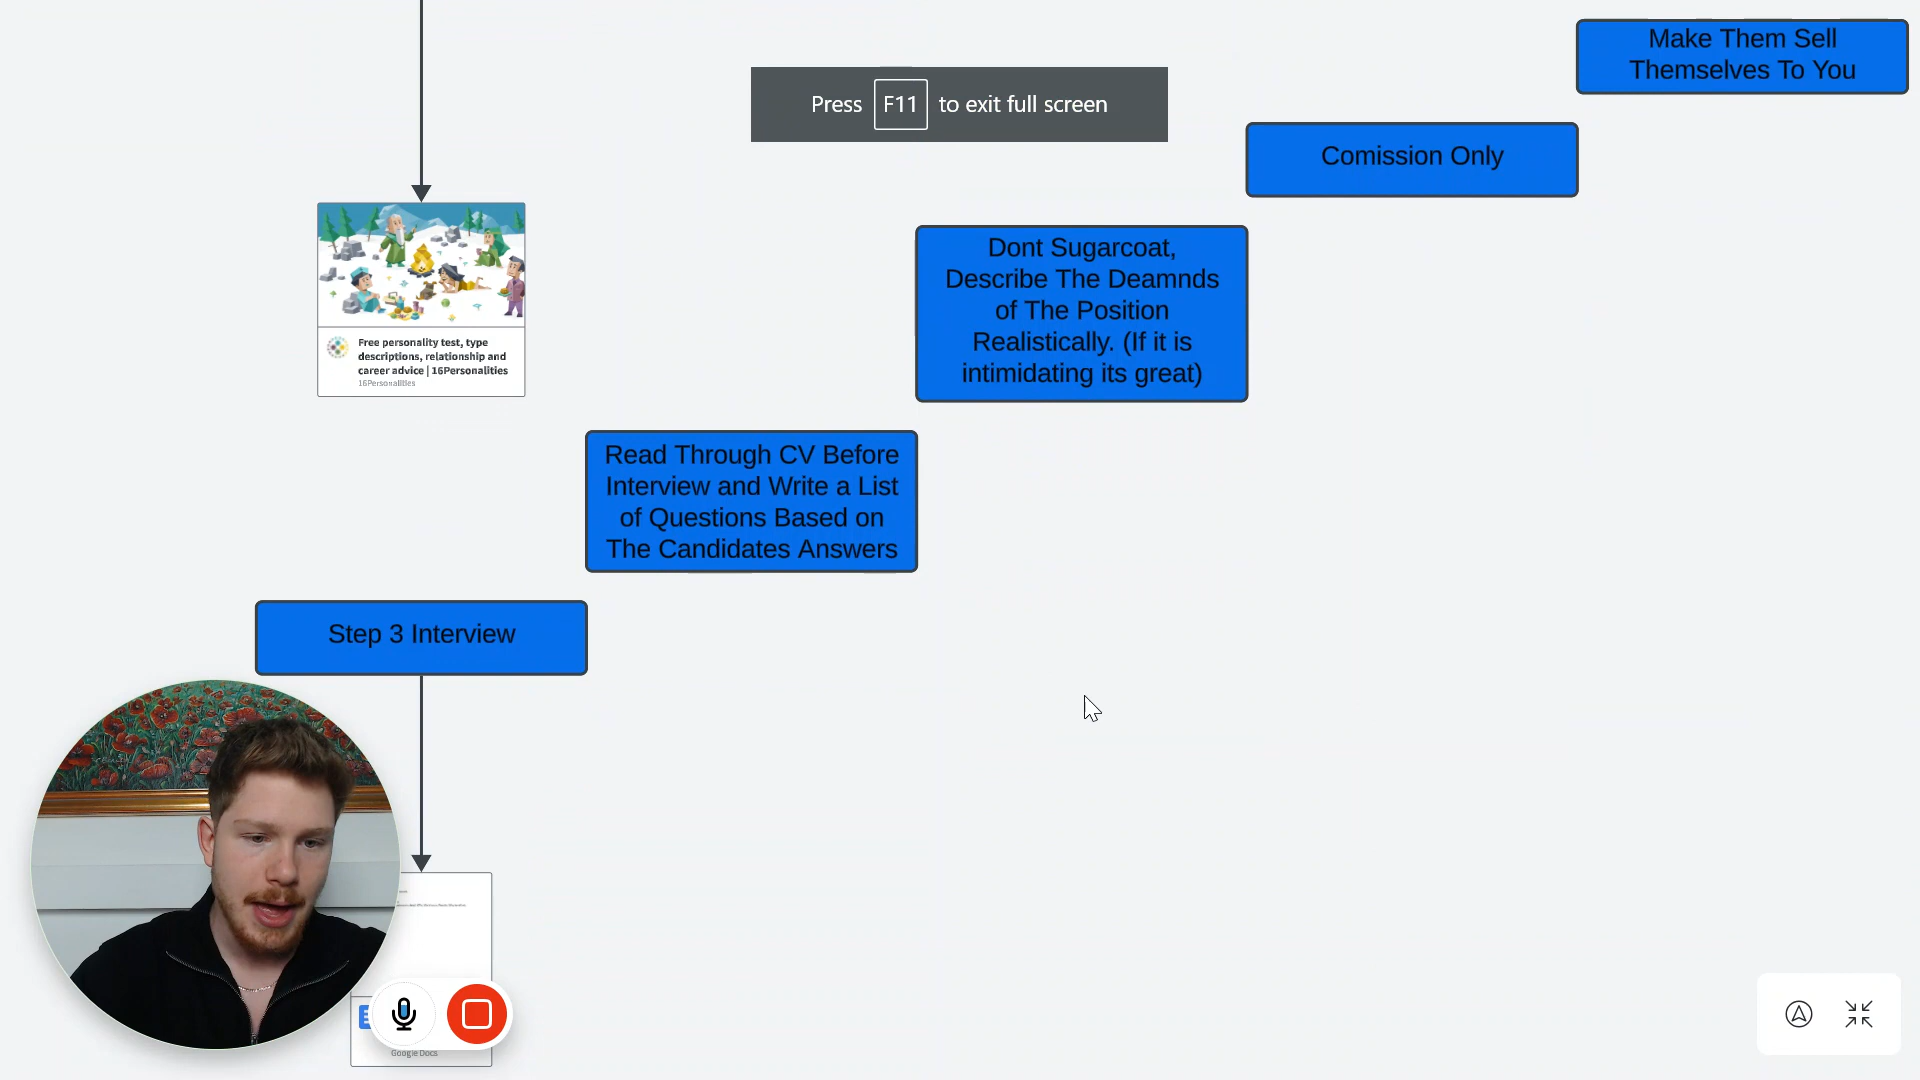 Make Them Sell
Themselves To You
Press F11 to exit full screen
Comission Only
Dont Sugarcoat,
Describe The Deamnds
of The Position
Realistically. (If it is
intimidating its great)
Free personality test, type
descriptions, relationship and
career advice | 16Personalities
16Personalities
Read Through CV Before
Interview and Write a List
of Questions Based on
The Candidates Answers
Step 3 Interview
Google Docs